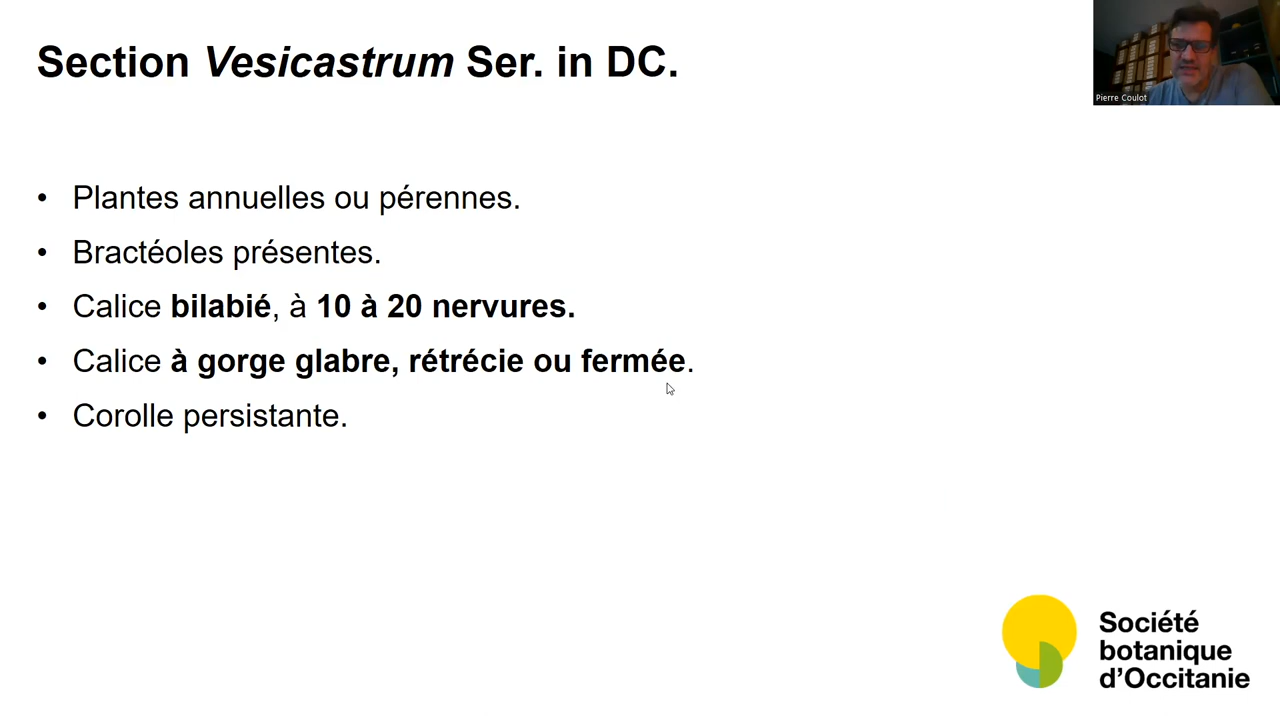 Section Vesicastrum Ser. in DC.
Pierre Coulot
• Plantes annuelles ou pérennes.
• Bractéoles présentes.
• Calice bilabié, à 10 à 20 nervures.
• Calice à gorge glabre, rétrécie ou fermée.
• Corolle persistante.
Société
botanique
d'Occitanie